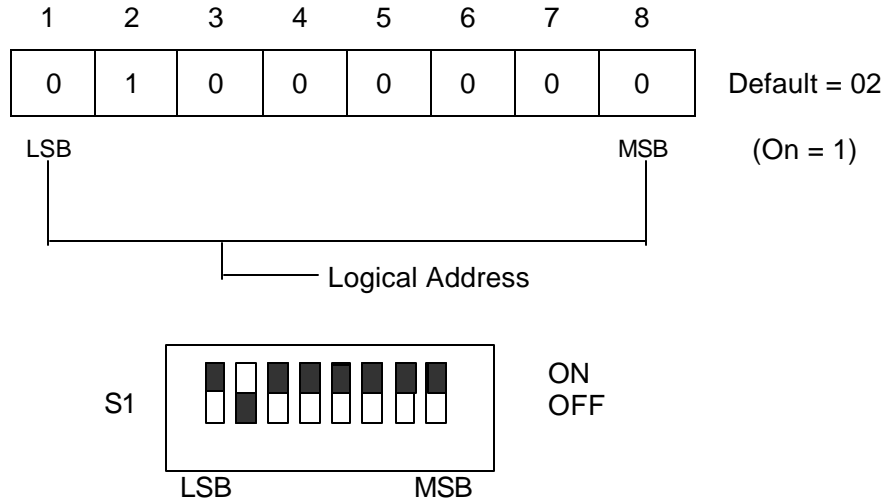 1 2 3 4 5 6 7 8
0 1 0 0 0 0 0 0 Default = 02
LSB MSB (On = 1)
Logical Address
ON
S1 OFF
LSB MSB